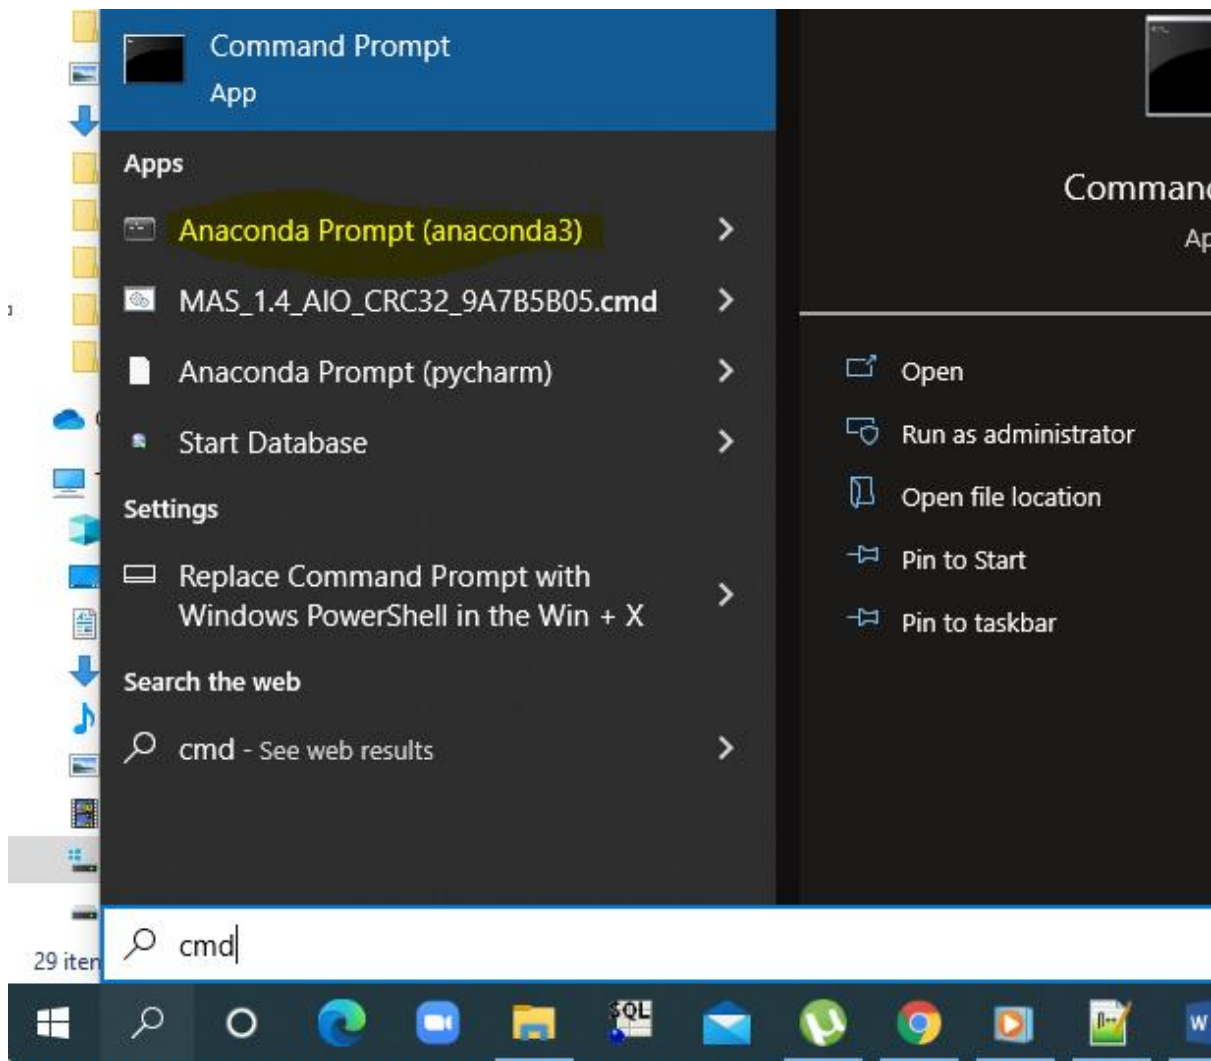 Command Prompt
App
Apps
Anaconda Prompt (anaconda3)
MAS_1.4_AIO_CRC32_9A7B5B05.cmd
Anaconda Prompt (pycharm)
Start Database
Settings
Replace Command Prompt with
Windows PowerShell in the Win + X
Search the web
cmd - See web results
Open
Run as administrator
Open file location
Pin to Start
Pin to taskbar
29
cmd
SQL
W